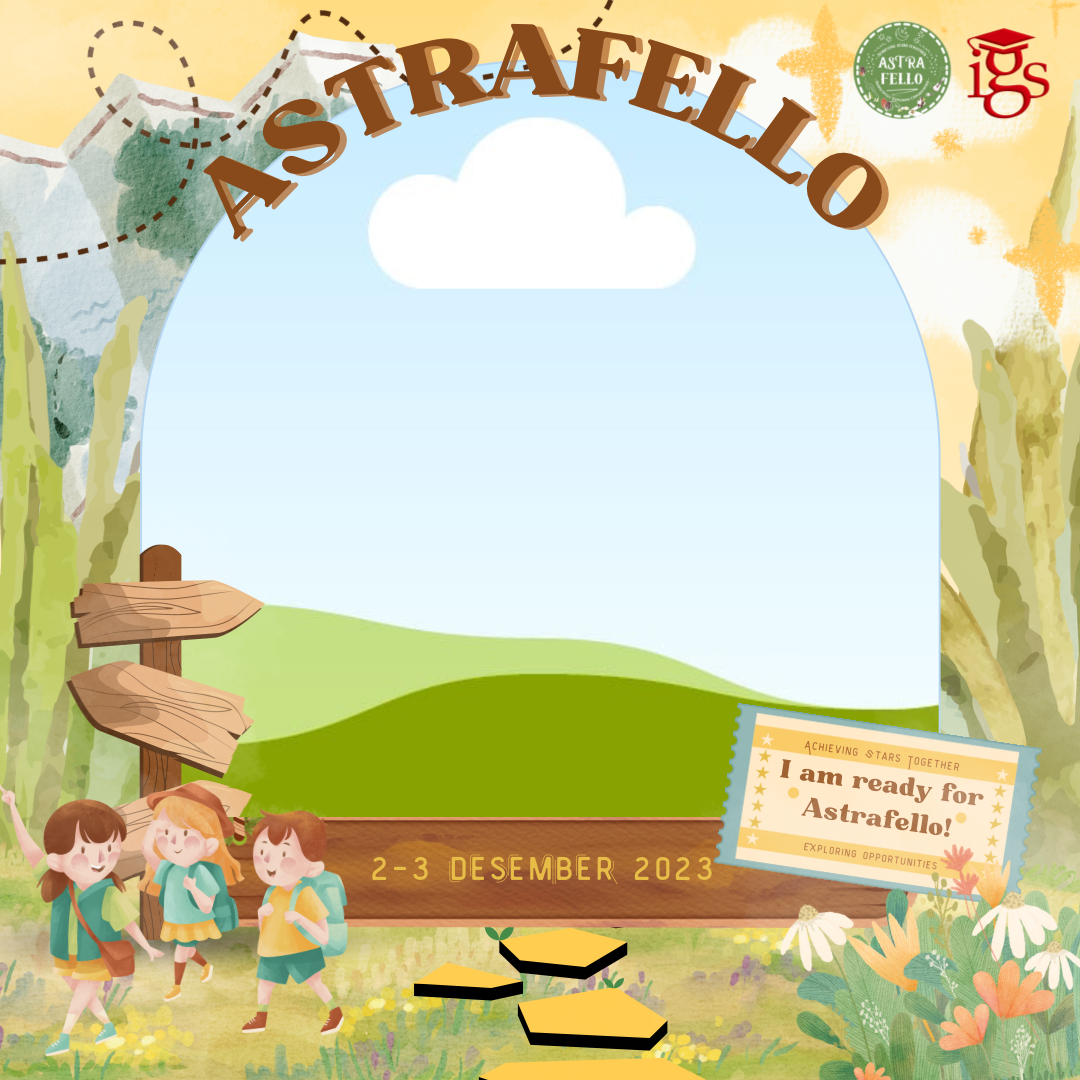 ASTRAFELLO
ASTRA
FELLO
igs
Achieving Stars Together
I am ready for
Astrafello!
Exploring Opportunities
2-3 DESEMBER 2023